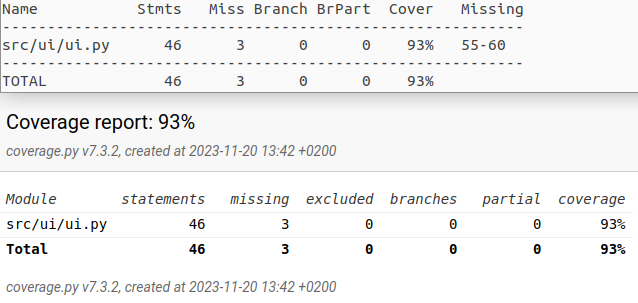 Name Stmts Miss Branch BrPart Cover Missing
---------------------------------------------------------
src/ui/ui.py 46 3 0 0 93% 55-60
---------------------------------------------------------
TOTAL 46 3 0 0 93%
Coverage report: 93%
coverage.py v7.3.2, created at 2023-11-20 13:42 +0200
Module statements missing excluded branches partial coverage
src/ui/ui.py 46 3 0 0 0 93%
Total 46 3 0 0 0 93%
coverage.py v7.3.2, created at 2023-11-20 13:42 +0200